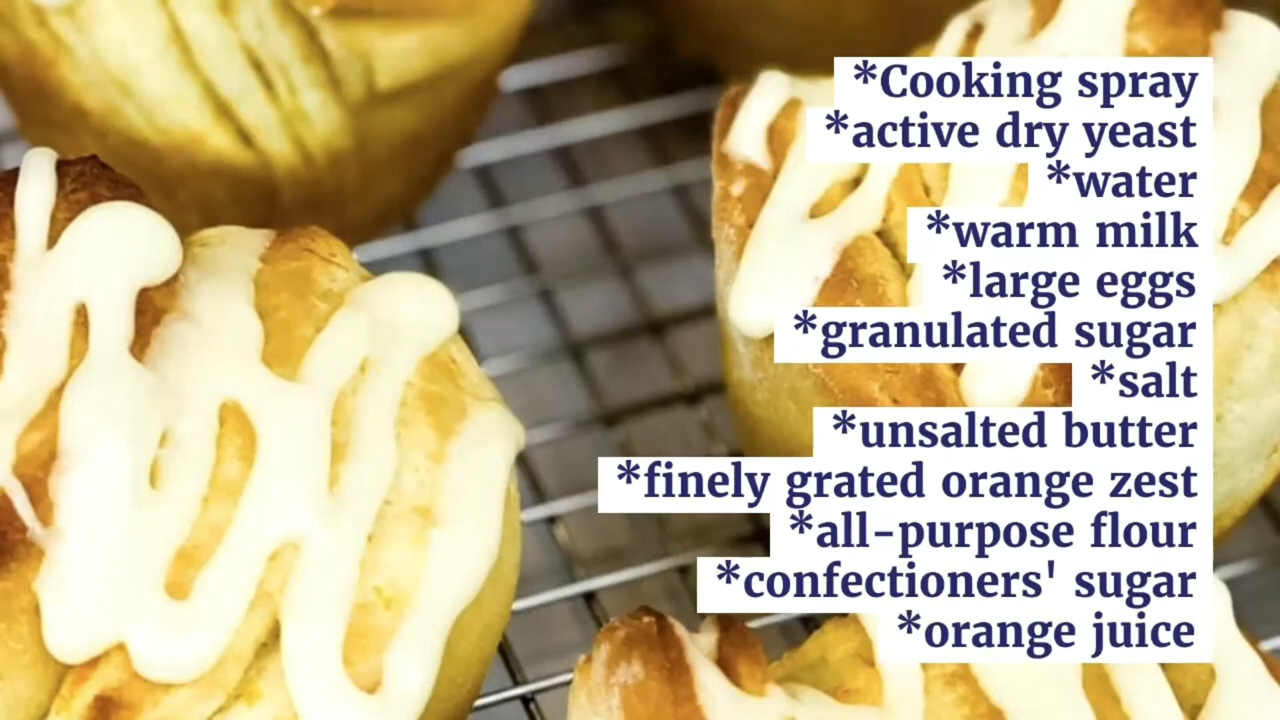 *Cooking spray
*active dry yeast
*water
*warm milk
*large eggs
*granulated sugar
*salt
*unsalted butter
*finely grated orange zest
*all-purpose flour
*confectioners' sugar
*orange juice